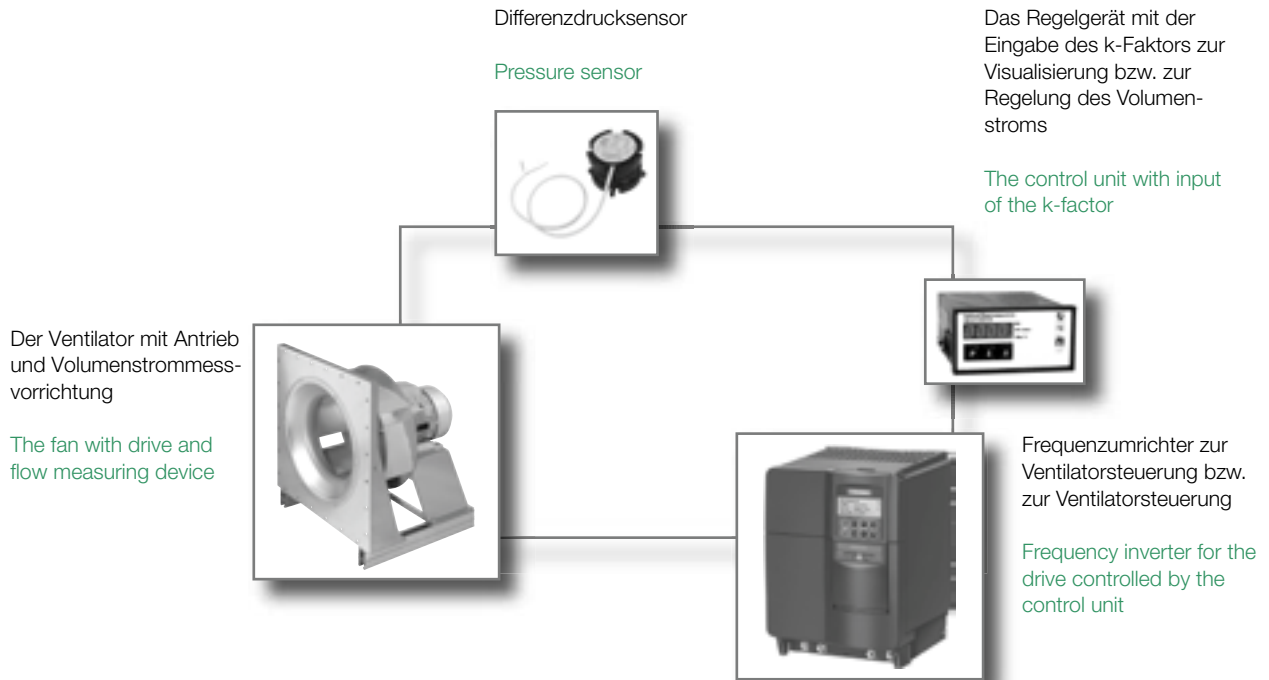 Differenzdrucksensor
Pressure sensor
Das Regelgerät mit der
Eingabe des k-Faktors zur
Visualisierung bzw. zur
Regelung des Volumen-
stroms
The control unit with input
of the k-factor
Der Ventilator mit Antrieb
und Volumenstrommess-
vorrichtung
The fan with drive and
flow measuring device
Frequenzumrichter zur
Ventilatorsteuerung bzw.
zur Ventilatorsteuerung
Frequency inverter for the
drive controlled by the
control unit